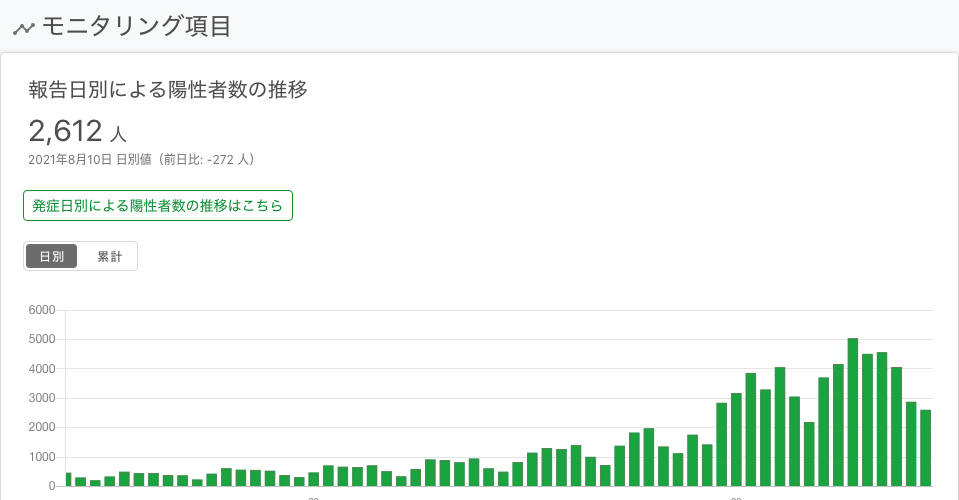 モニタリング項目
報告日別による陽性者数の推移
2,612 人
2021年8月10日 日別値（前日比: -272 人）
発症日別による陽性者数の推移はこちら
日別 累計
6000
5000
4000
3000
2000
1000
0